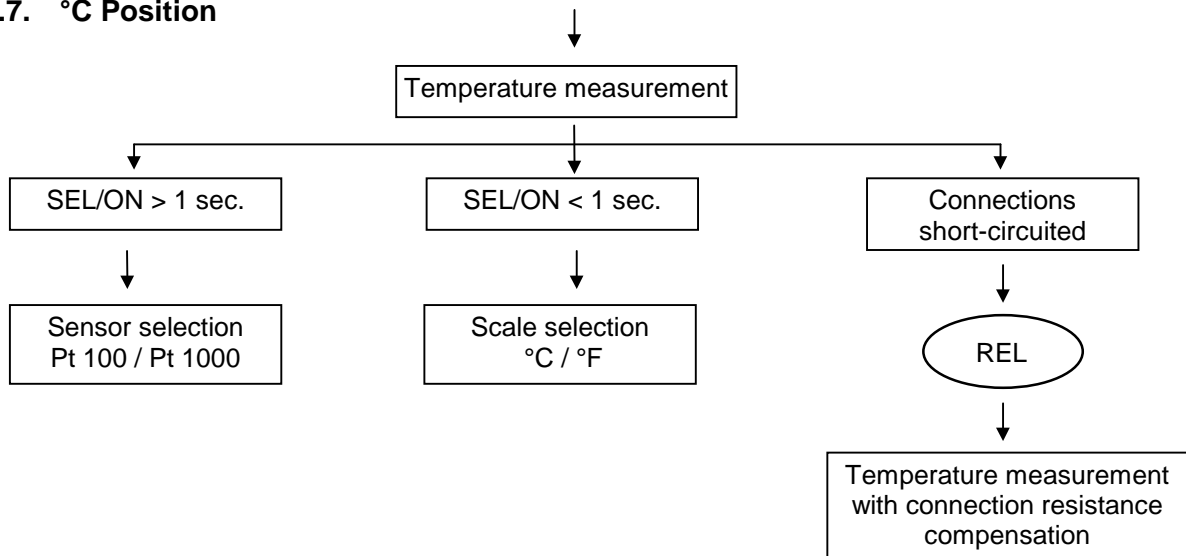 .7. °C Position
Temperature measurement
SEL/ON > 1 sec.
SEL/ON < 1 sec.
Connections
short-circuited
Sensor selection
Pt 100 / Pt 1000
Scale selection
°C / °F
REL
Temperature measurement
with connection resistance
compensation